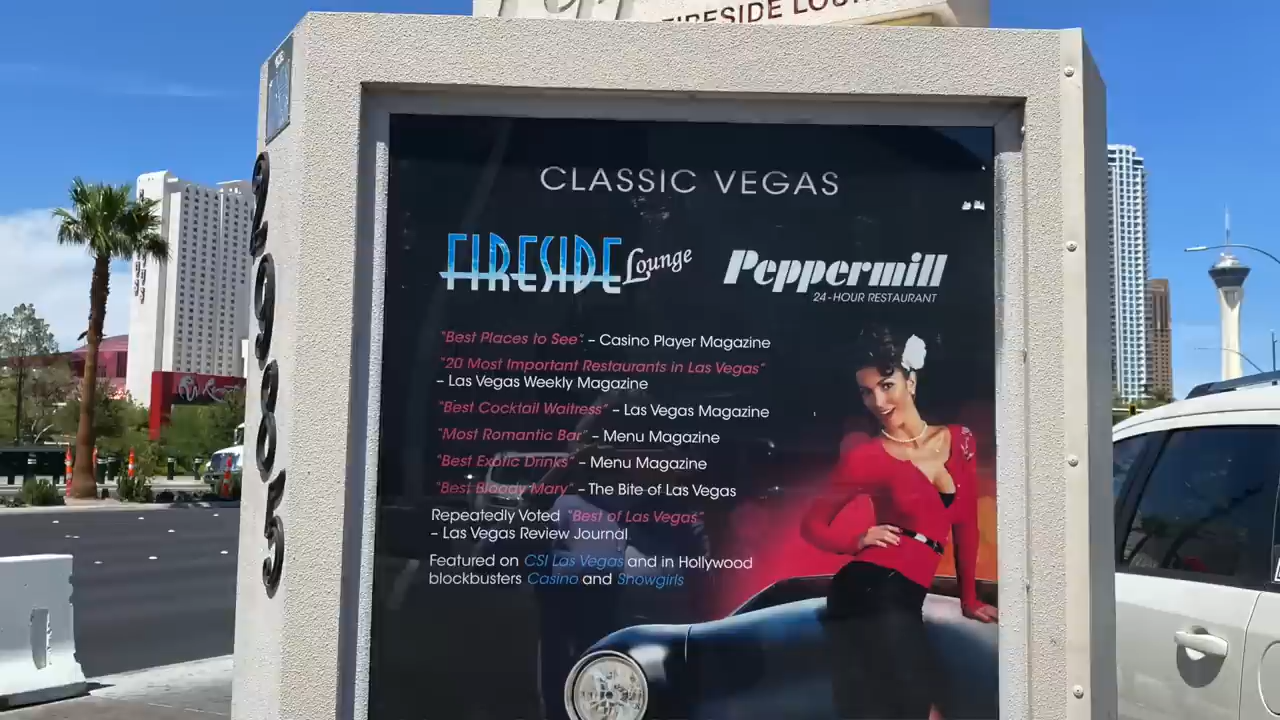 FIRESIDE LOUN
CLASSIC VEGAS
FIRESIDE Lounge
Peppermill
24-HOUR RESTAURANT
"Best Places to See" – Casino Player Magazine
"20 Most Important Restaurants in Las Vegas"
– Las Vegas Weekly Magazine
"Best Cocktail Waitress" – Las Vegas Magazine
"Most Romantic Bar" – Menu Magazine
"Best Exotic Drinks" – Menu Magazine
"Best Bloody Mary" – The Bite of Las Vegas
Repeatedly Voted "Best of Las Vegas"
– Las Vegas Review Journal
Featured on CSI Las Vegas and in Hollywood
blockbusters Casino and Showgirls
2985